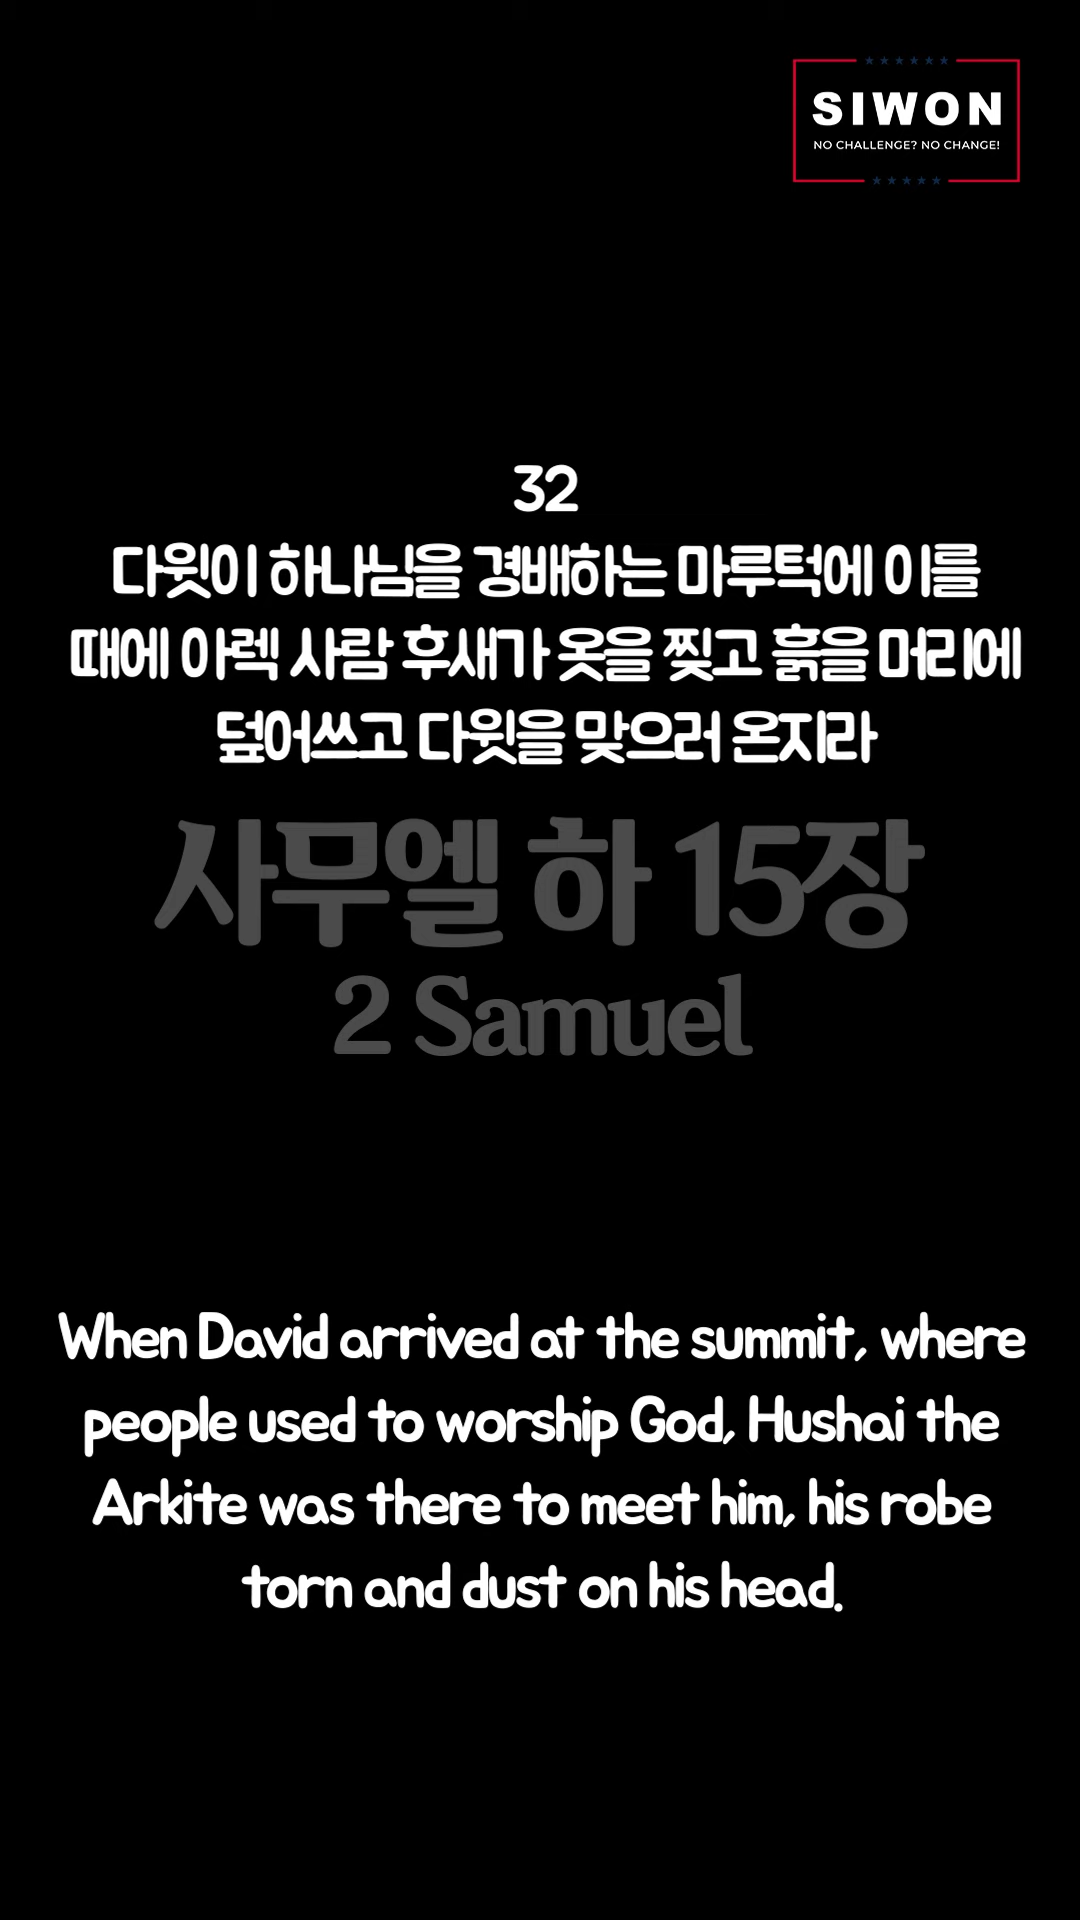 SIWON
NO CHALLENGE? NO CHANGE!
32
다윗이 하나님을 경배하는 마루턱에 이를
때에 아렉 사람 후새가 옷을 찢고 흙을 머리에
덮어쓰고 다윗을 맞으러 온지라
사무엘 하 15장
2 Samuel
When David arrived at the summit, where
people used to worship God, Hushai the
Arkite was there to meet him, his robe
torn and dust on his head.